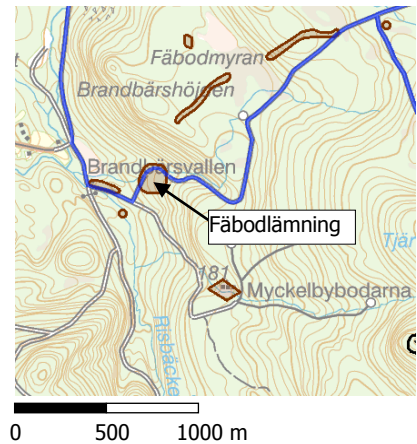 Fäbodmyran
Brandbärshöjden
Brandbärsvallen
Fäbodlämning
181
Myckelbybodarna
Tjär
Risbäcke
0 500 1000 m